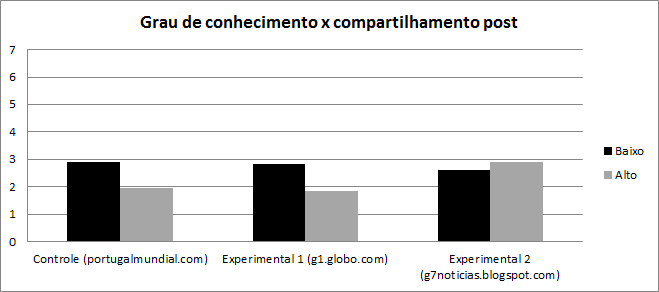 Grau de conhecimento x compartilhamento post
7
6
5
4
3
2
1
0
Controle (portugalmundial.com)
Experimental 1 (g1.globo.com)
Experimental 2
(g7noticias.blogspot.com)
Baixo
Alto